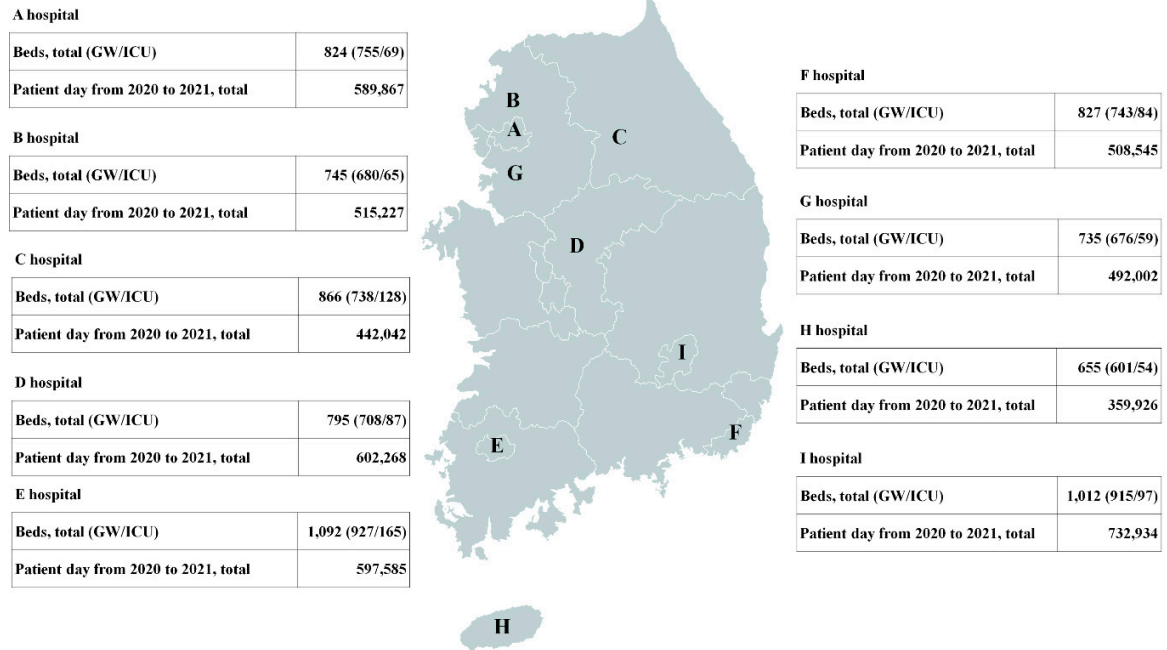 A hospital
Beds, total (GW/ICU) 824 (755/69)
Patient day from 2020 to 2021, total 589,867
B hospital
Beds, total (GW/ICU) 745 (680/65)
Patient day from 2020 to 2021, total 515,227
C hospital
Beds, total (GW/ICU) 866 (738/128)
Patient day from 2020 to 2021, total 442,042
D hospital
Beds, total (GW/ICU) 795 (708/87)
Patient day from 2020 to 2021, total 602,268
E hospital
Beds, total (GW/ICU) 1,092 (927/165)
Patient day from 2020 to 2021, total 597,585
B
A
C
G
D
I
F
E
H
F hospital
Beds, total (GW/ICU) 827 (743/84)
Patient day from 2020 to 2021, total 508,545
G hospital
Beds, total (GW/ICU) 735 (676/59)
Patient day from 2020 to 2021, total 492,002
H hospital
Beds, total (GW/ICU) 655 (601/54)
Patient day from 2020 to 2021, total 359,926
I hospital
Beds, total (GW/ICU) 1,012 (915/97)
Patient day from 2020 to 2021, total 732,934